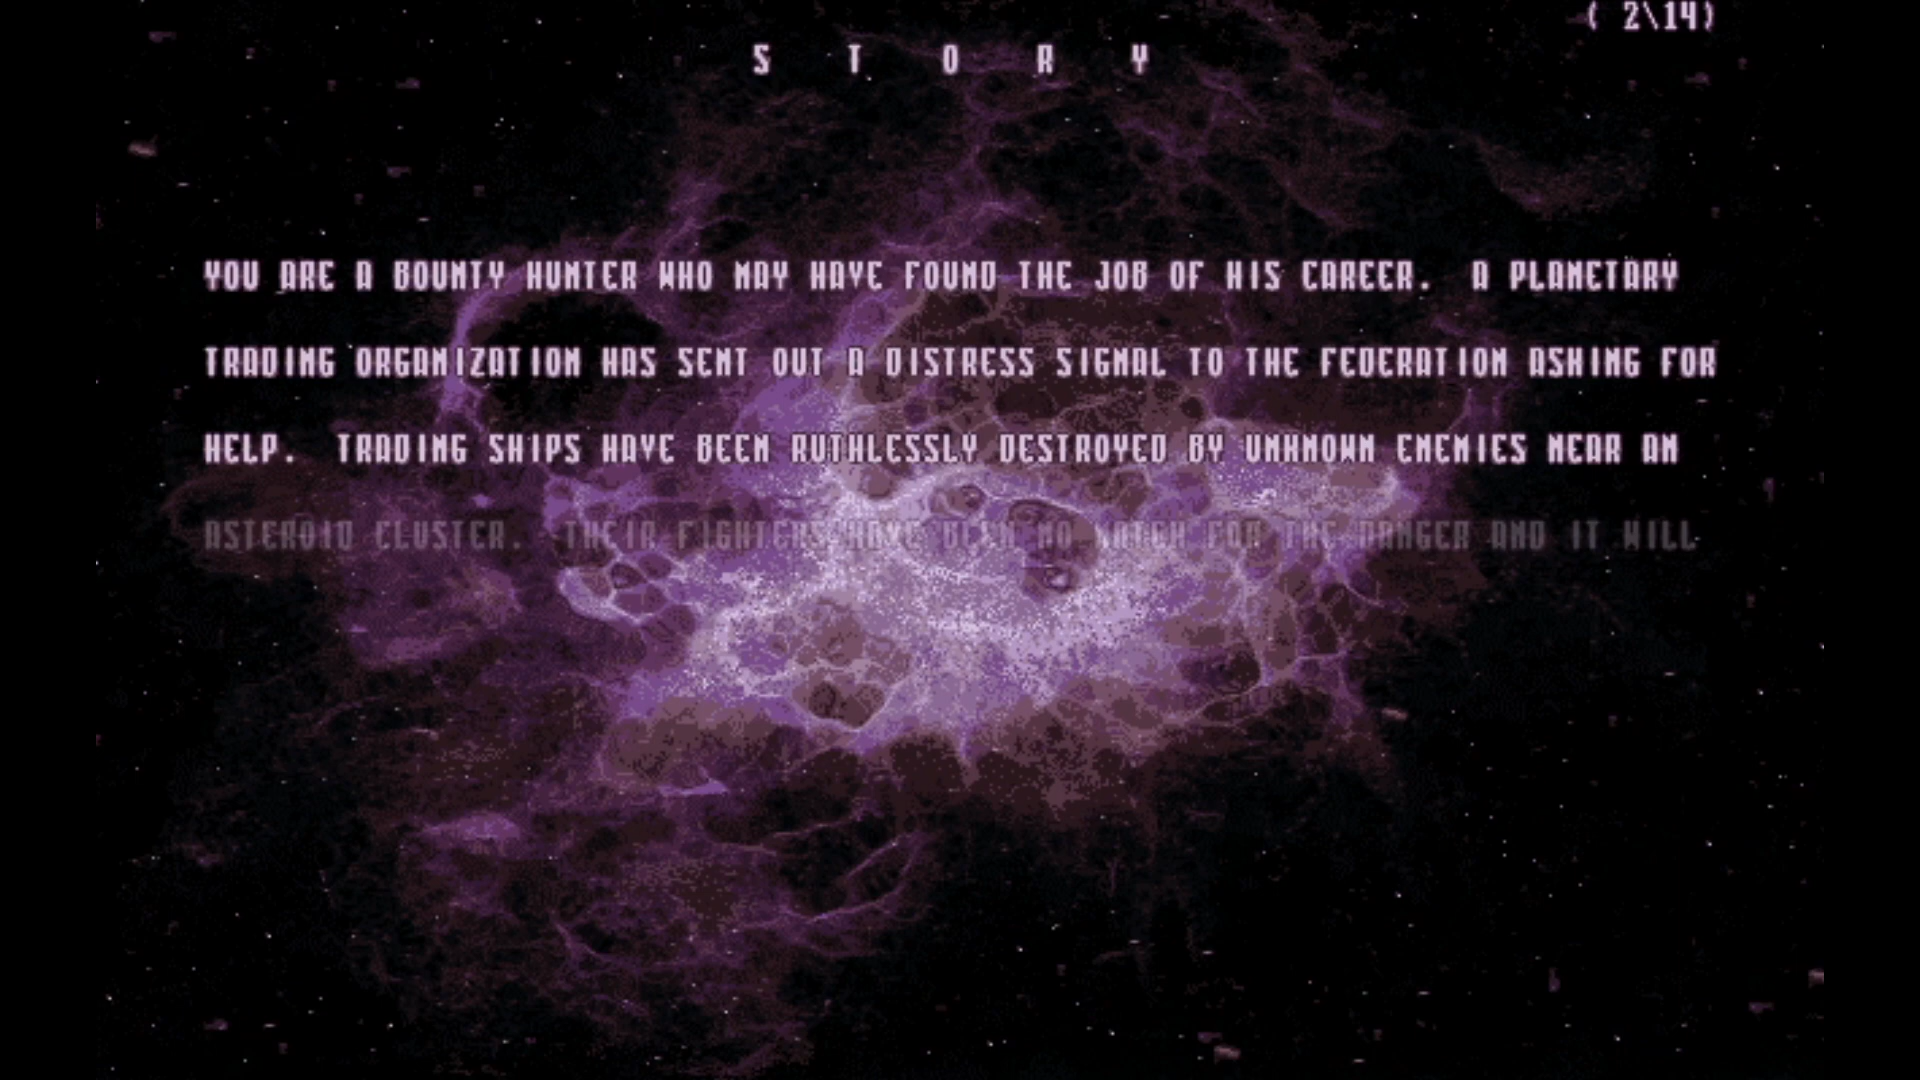 ( 2\14)
S T O R Y
YOU ARE A BOUNTY HUNTER WHO MAY HAVE FOUND THE JOB OF HIS CAREER. A PLANETARY
TRADING ORGANIZATION HAS SENT OUT A DISTRESS SIGNAL TO THE FEDERATION ASKING FOR
HELP. TRADING SHIPS HAVE BEEN RUTHLESSLY DESTROYED BY UNKNOWN ENEMIES NEAR AN
ASTEROID CLUSTER. THEIR FIGHTERS HAVE BEEN NO MATCH FOR THE DANGER AND IT WILL